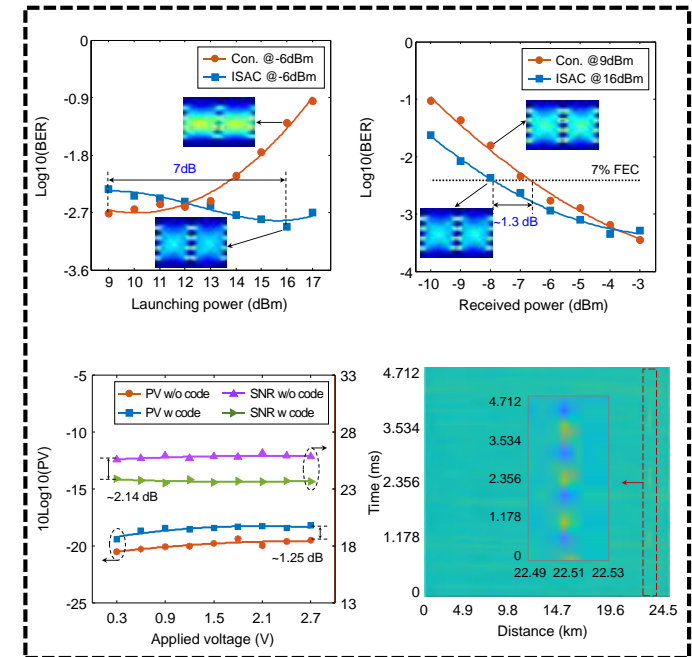 0
-0.9
-1.8
-2.7
-3.6
Log10(BER)
Con. @-6dBm
ISAC @-6dBm
7dB
9 10 11 12 13 14 15 16 17
Launching power (dBm)
0
-1
-2
-3
-4
Log10(BER)
Con. @9dBm
ISAC @16dBm
7% FEC
~1.3 dB
-10 -9 -8 -7 -6 -5 -4 -3
Received power (dBm)
-5
-10
-15
-20
-25
10Log10(PV)
PV w/o code SNR w/o code
PV w code SNR w code
~2.14 dB
~1.25 dB
33
28
23
18
13
0.3 0.9 1.5 2.1 2.7
Applied voltage (V)
4.712
3.534
2.356
1.178
0
Time (ms)
4.712
3.534
2.356
1.178
0
22.49 22.51 22.53
0 4.9 9.8 14.7 19.6 24.5
Distance (km)